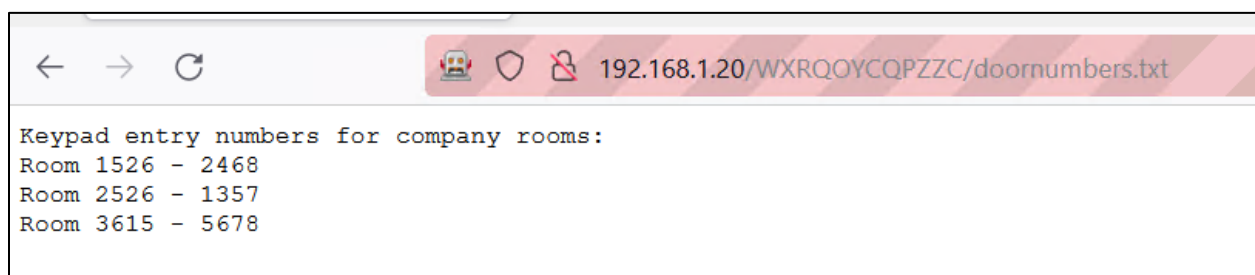 192.168.1.20/WXRQOYCQPZZC/doornumbers.txt
Keypad entry numbers for company rooms:
Room 1526 - 2468
Room 2526 - 1357
Room 3615 - 5678